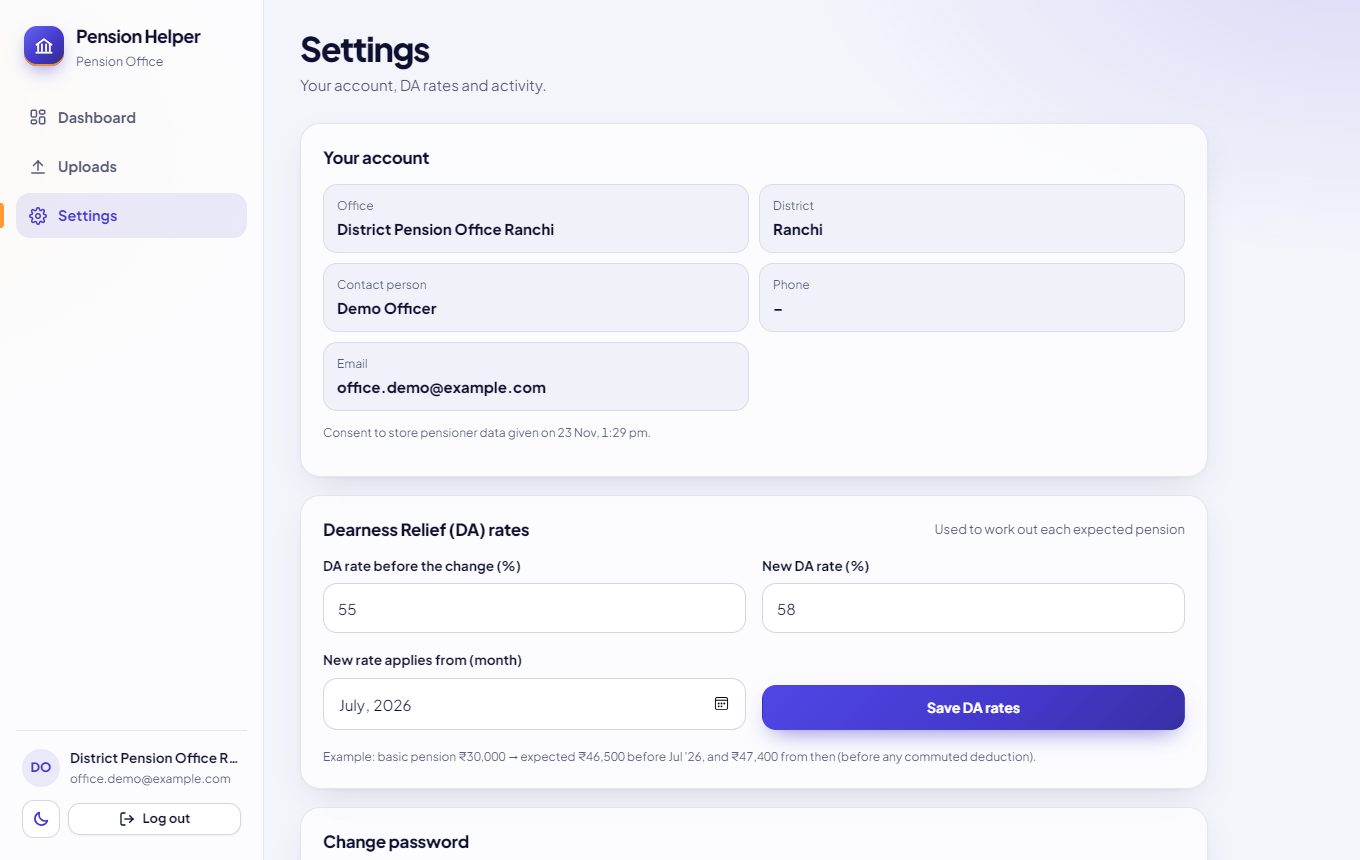 Pension Helper
Pension Office
Dashboard
Uploads
Settings
District Pension Office R...
DO
office.demo@example.com
Log out
Settings
Your account, DA rates and activity.
Your account
Office
District Pension Office Ranchi
District
Ranchi
Contact person
Demo Officer
Phone
–
Email
office.demo@example.com
Consent to store pensioner data given on 23 Nov, 1:29 pm.
Dearness Relief (DA) rates
Used to work out each expected pension
DA rate before the change (%)
55
New DA rate (%)
58
New rate applies from (month)
July, 2026
Save DA rates
Example: basic pension ₹30,000 → expected ₹46,500 before Jul '26, and ₹47,400 from then (before any commuted deduction).
Change password